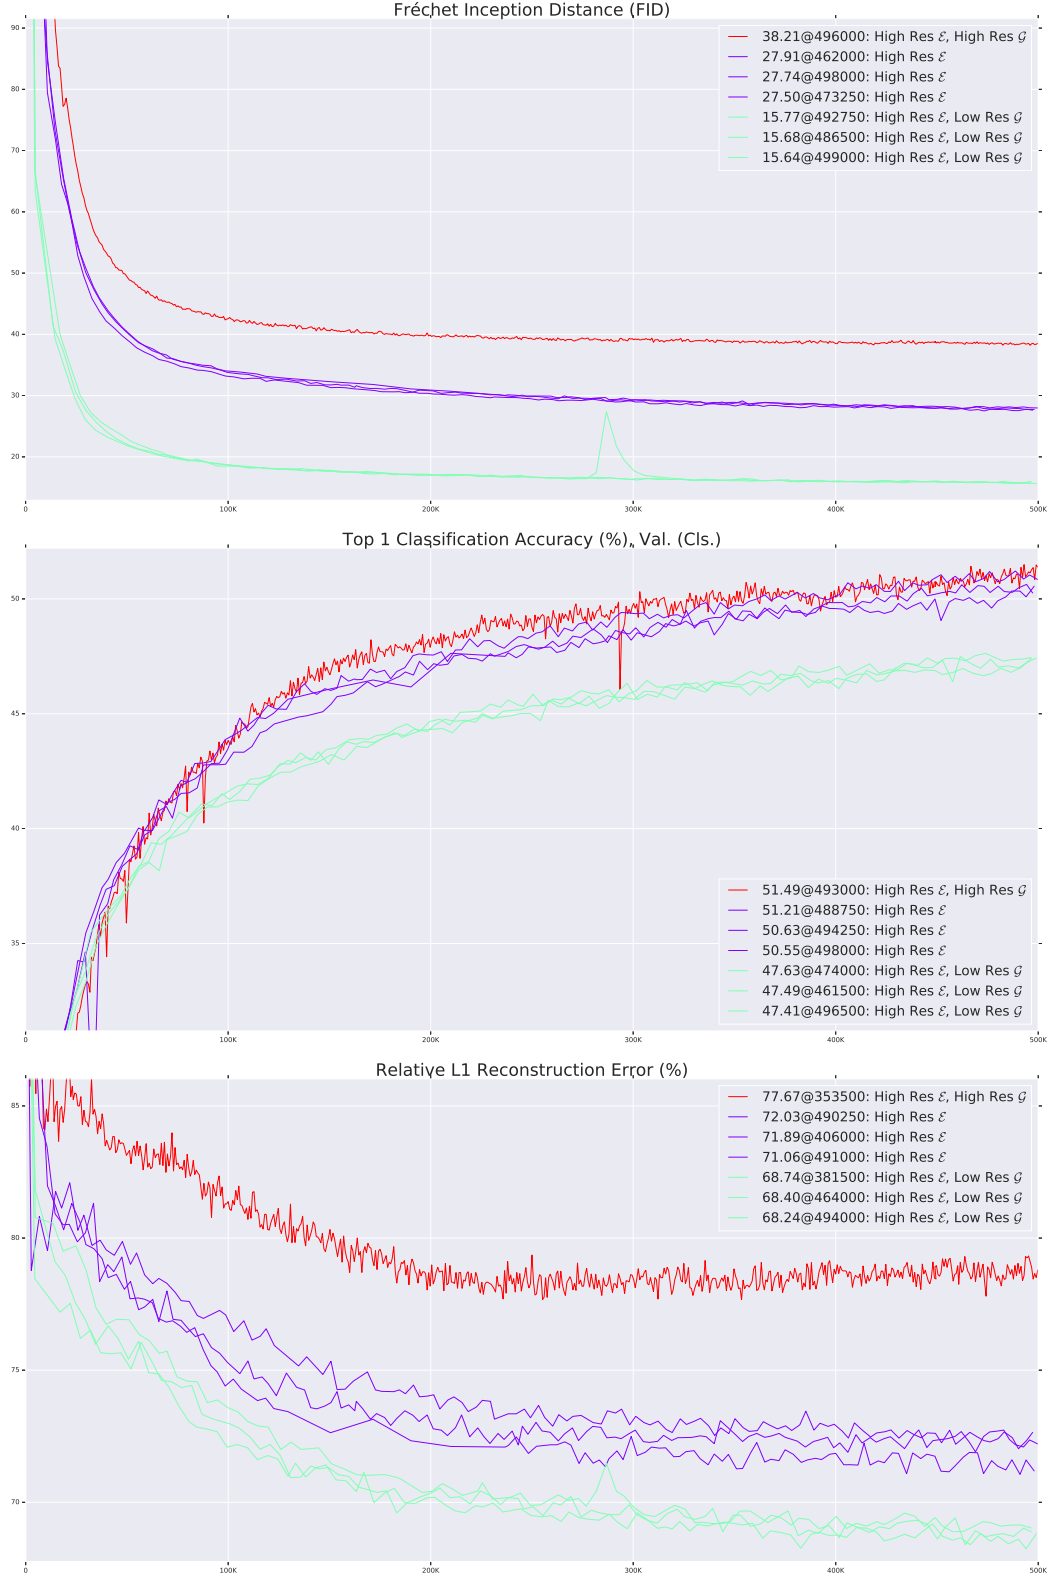 Fréchet Inception Distance (FID)
90
80
70
60
50
40
30
20
38.21@496000: High Res ℰ, High Res 𝒢
27.91@462000: High Res ℰ
27.74@498000: High Res ℰ
27.50@473250: High Res ℰ
15.77@492750: High Res ℰ, Low Res 𝒢
15.68@486500: High Res ℰ, Low Res 𝒢
15.64@499000: High Res ℰ, Low Res 𝒢
0 100K 200K 300K 400K 500K
Top 1 Classification Accuracy (%), Val. (Cls.)
50
45
40
35
51.49@493000: High Res ℰ, High Res 𝒢
51.21@488750: High Res ℰ
50.63@494250: High Res ℰ
50.55@498000: High Res ℰ
47.63@474000: High Res ℰ, Low Res 𝒢
47.49@461500: High Res ℰ, Low Res 𝒢
47.41@496500: High Res ℰ, Low Res 𝒢
0 100K 200K 300K 400K 500K
Relative L1 Reconstruction Error (%)
85
80
75
70
77.67@353500: High Res ℰ, High Res 𝒢
72.03@490250: High Res ℰ
71.89@406000: High Res ℰ
71.06@491000: High Res ℰ
68.74@381500: High Res ℰ, Low Res 𝒢
68.40@464000: High Res ℰ, Low Res 𝒢
68.24@494000: High Res ℰ, Low Res 𝒢
0 100K 200K 300K 400K 500K